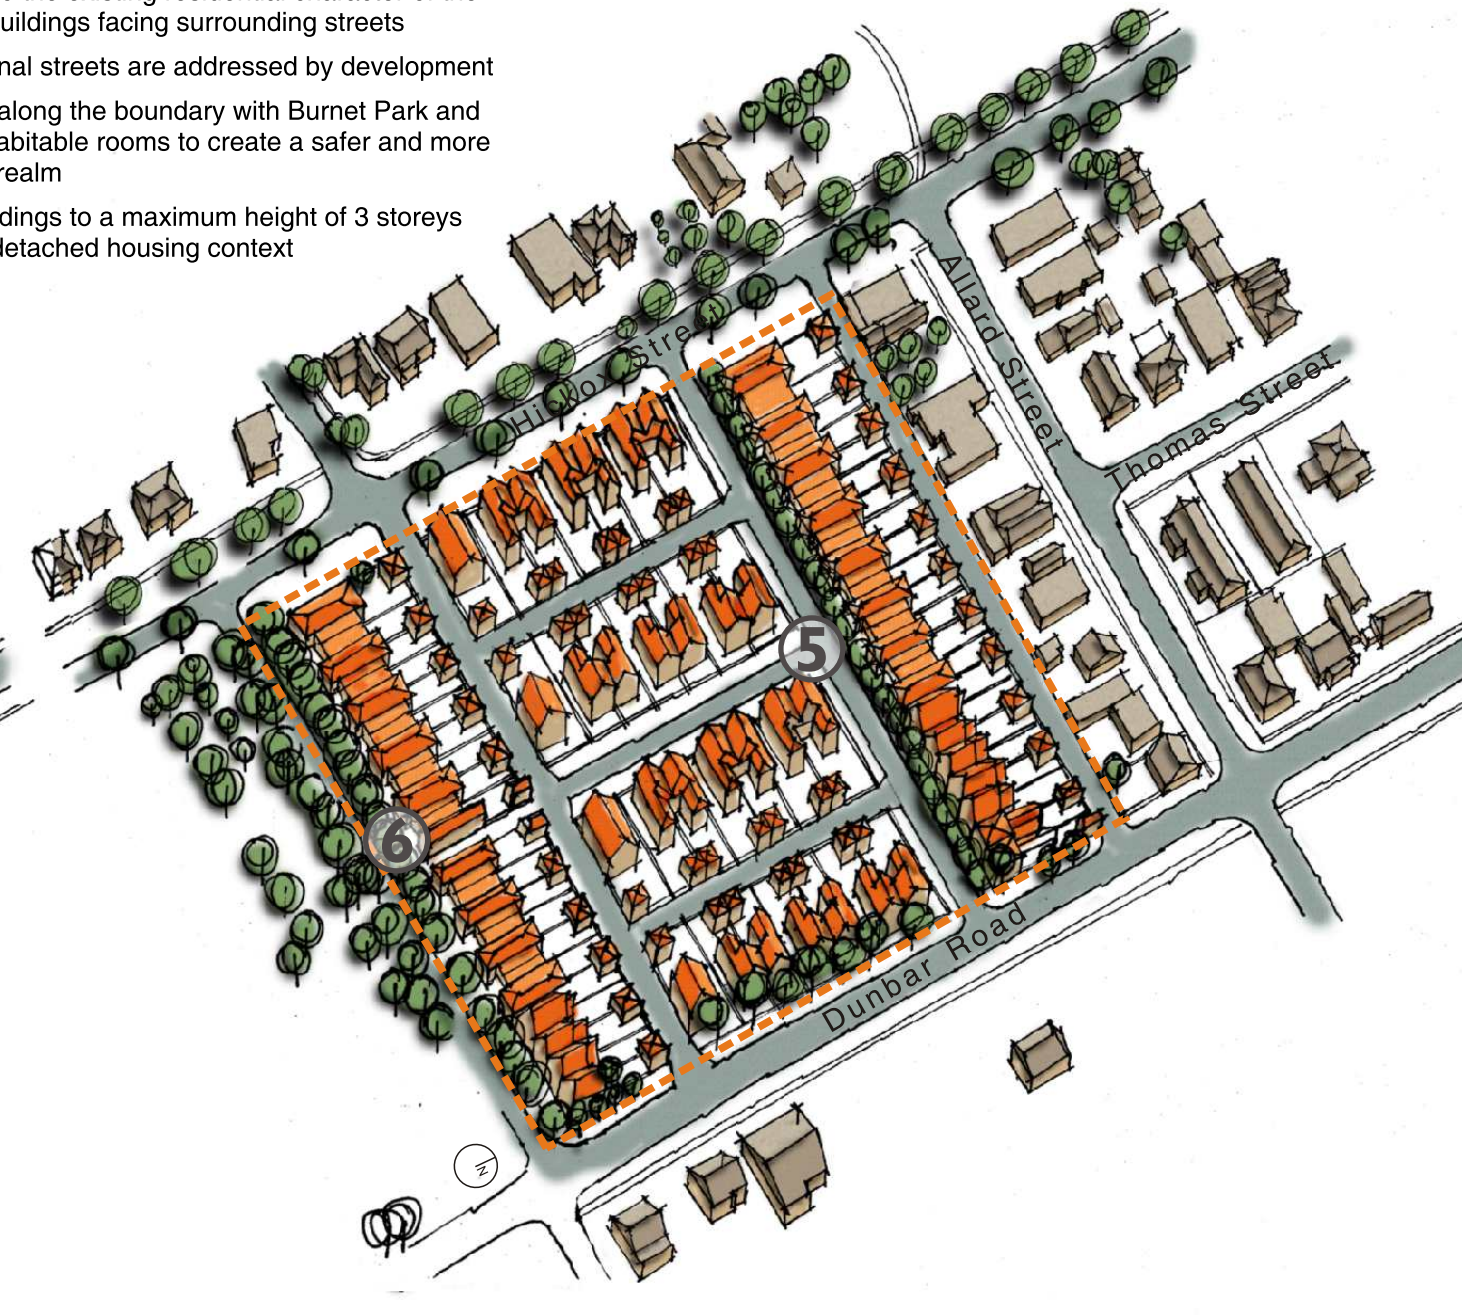 uildings facing surrounding streets
nal streets are addressed by development
along the boundary with Burnet Park and
abitable rooms to create a safer and more
realm
dings to a maximum height of 3 storeys
detached housing context
Hickox Street
Allard Street
Thomas Street
5
6
Dunbar Road
N